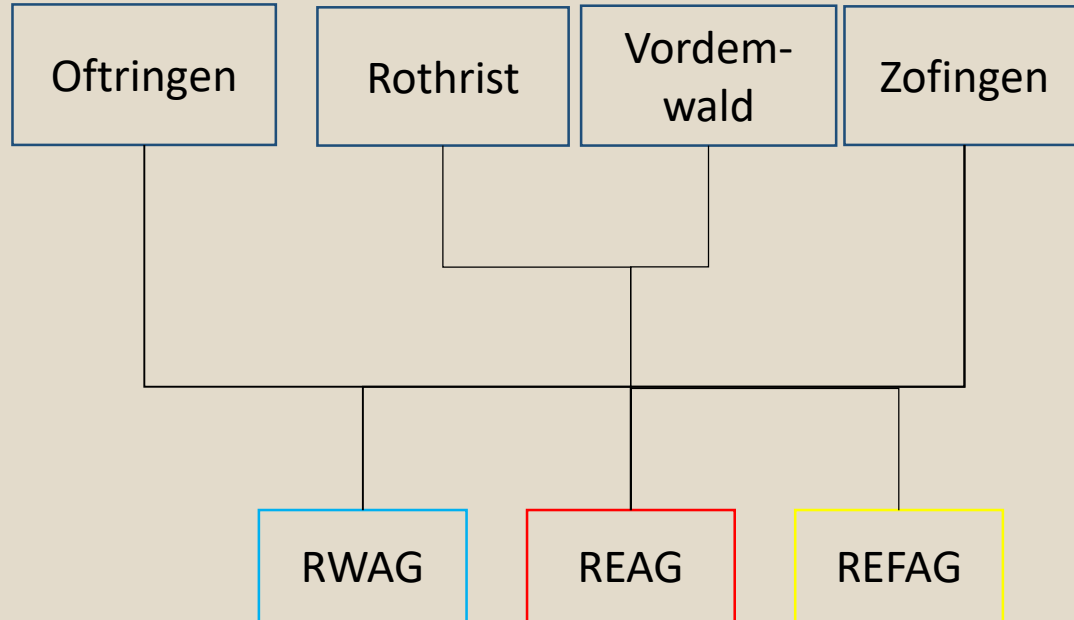 Oftringen
Rothrist
Vordem-
wald
Zofingen
RWAG
REAG
REFAG